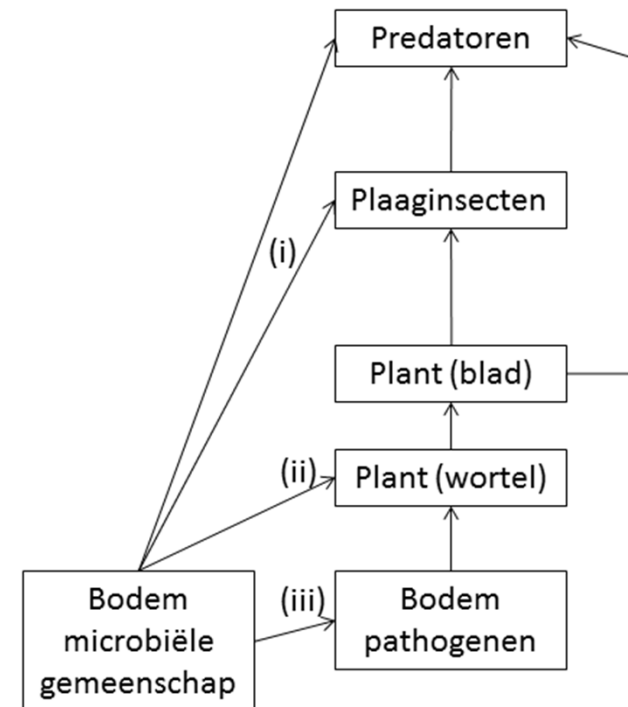 Predatoren
Plaaginsecten
(i)
Plant (blad)
(ii)
Plant (wortel)
(iii)
Bodem
pathogenen
Bodem
microbiële
gemeenschap